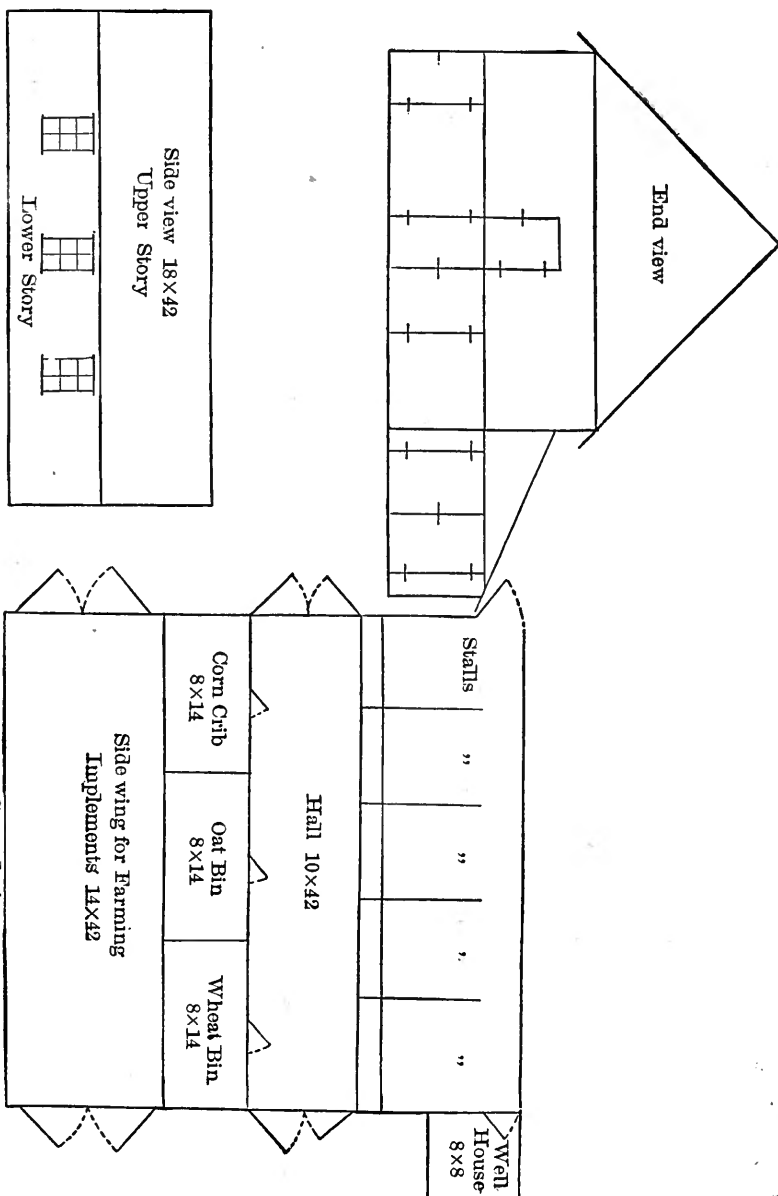 End view
Side view 18×42
Upper Story
Lower Story
Stalls
"
"
".
"
Hall 10×42
Corn Crib
8×14
Oat Bin
8×14
Wheat Bin
8×14
Side wing for Farming
Implements 14×42
Well
House
8×8